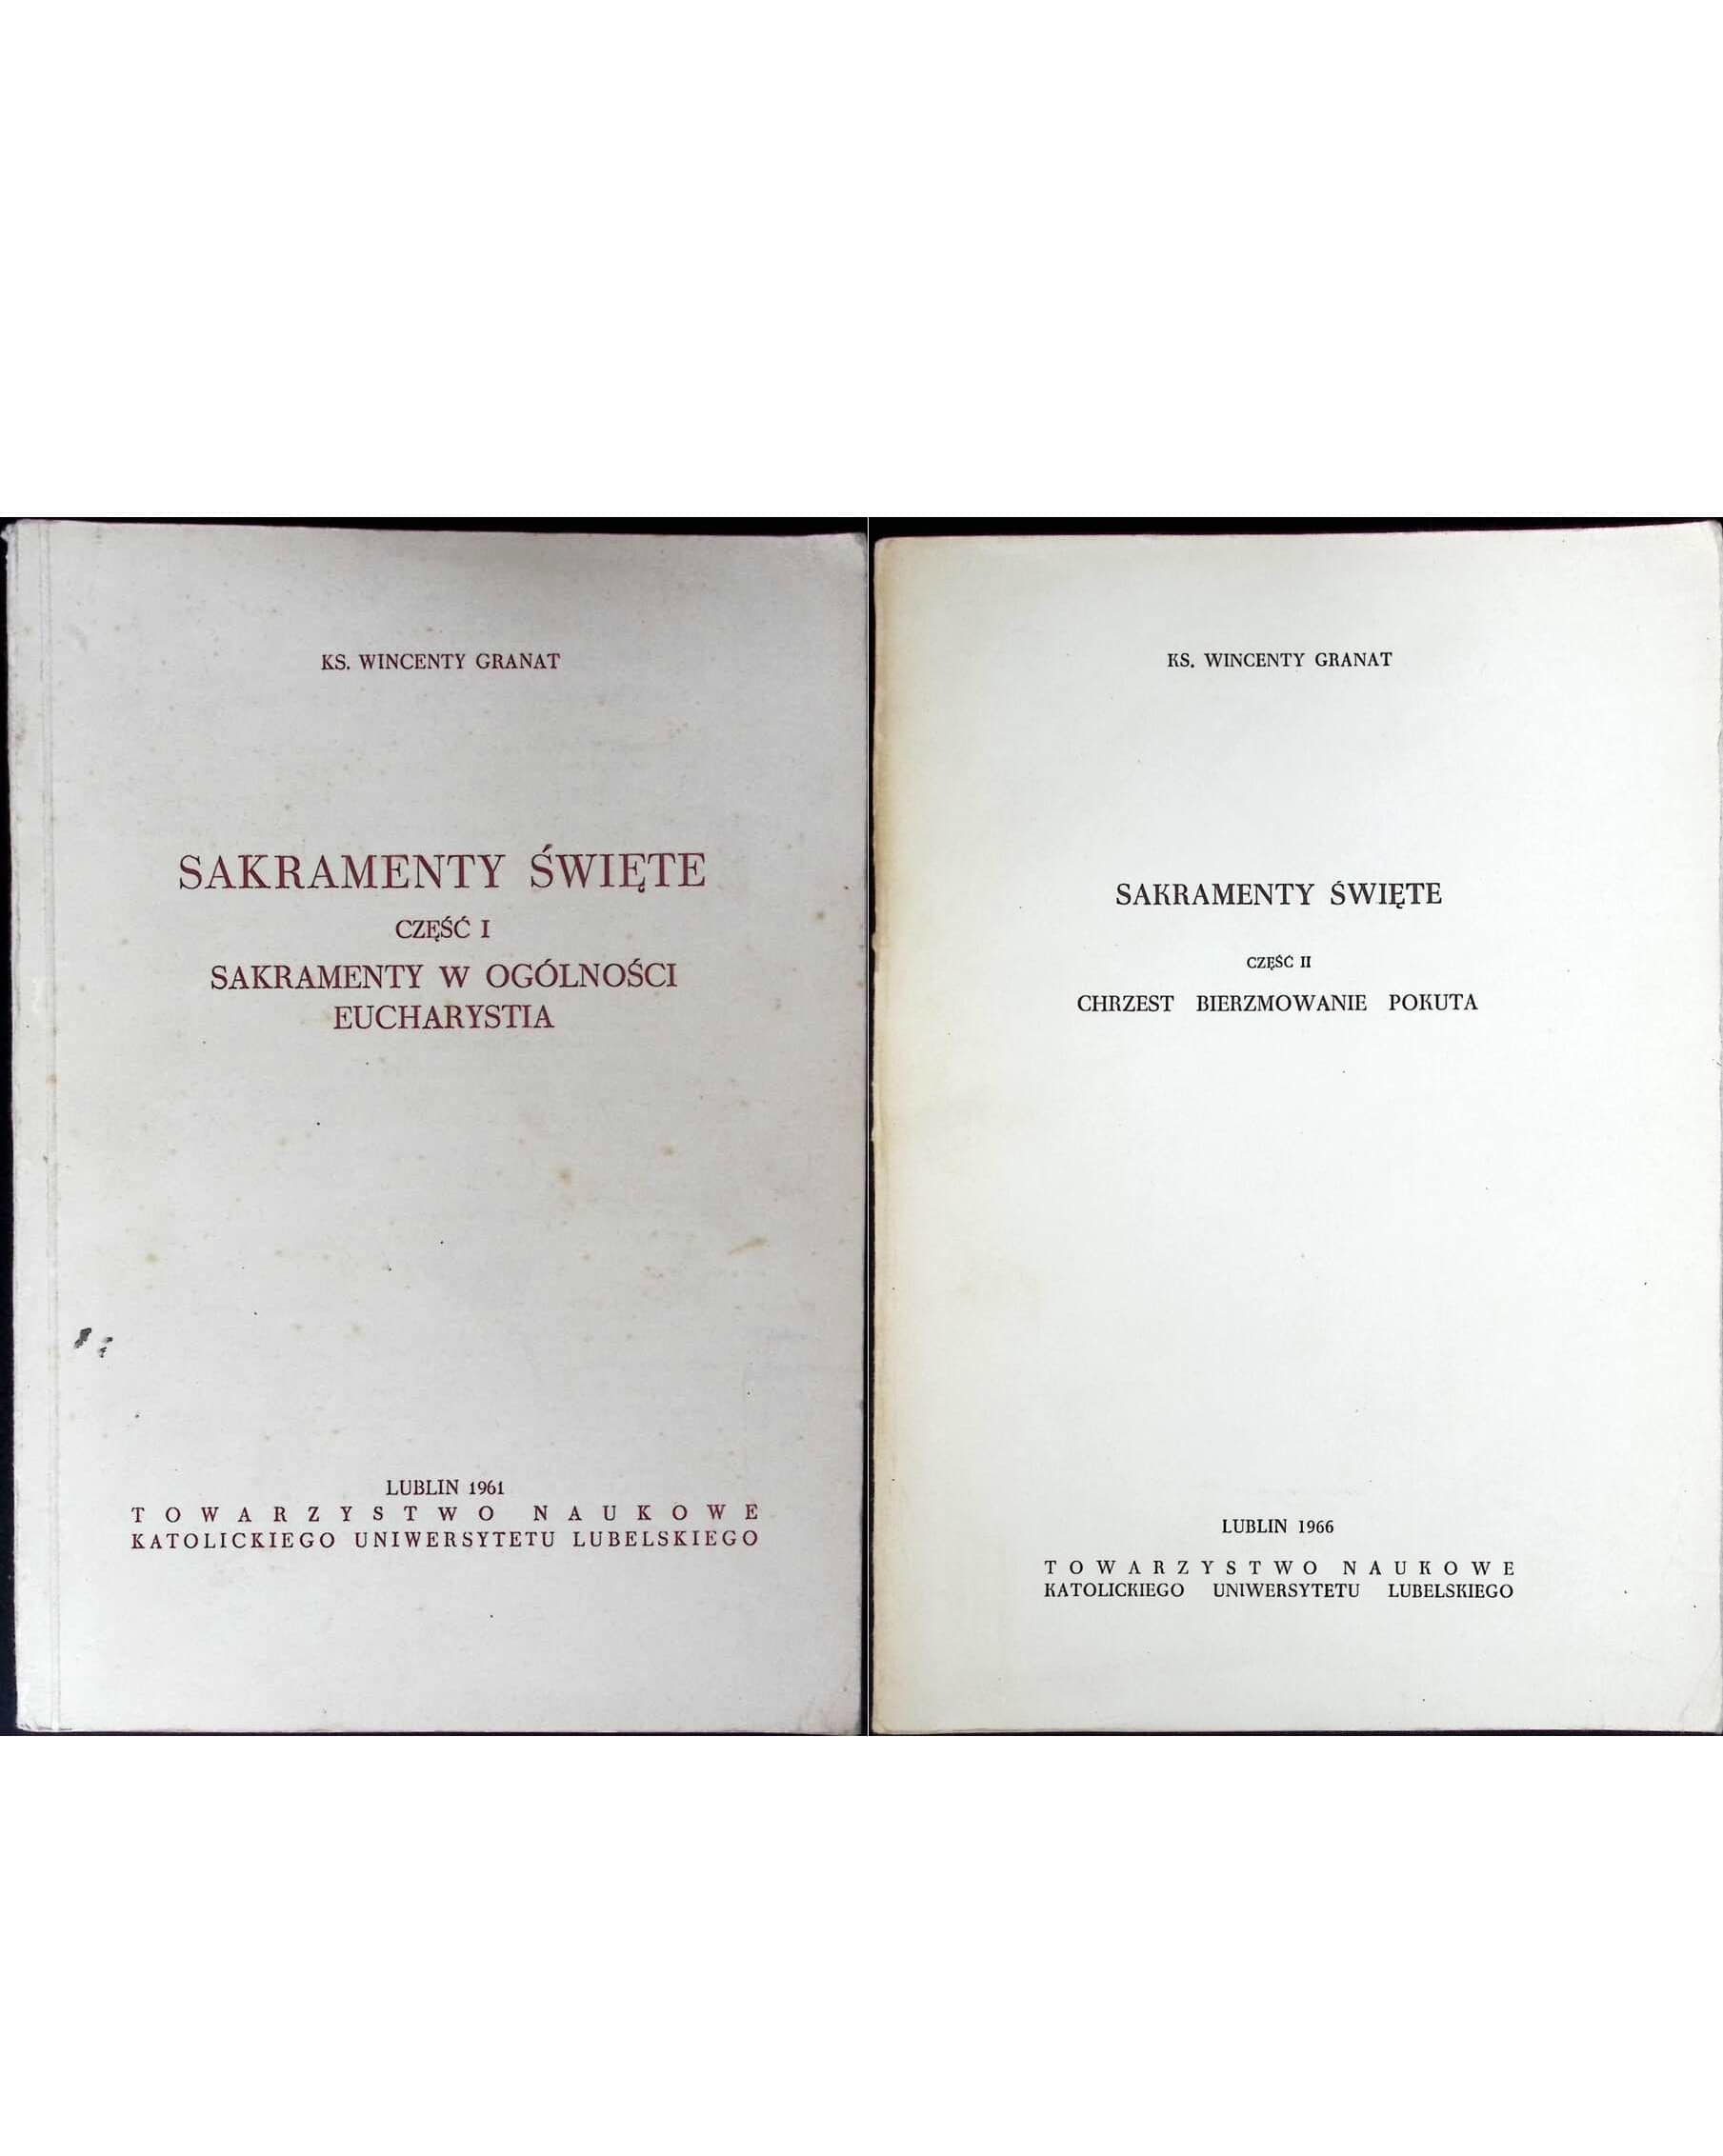 KS. WINCENTY GRANAT
SAKRAMENTY ŚWIĘTE
CZĘŚĆ I
SAKRAMENTY W OGÓLNOŚCI
EUCHARYSTIA
LUBLIN 1961
TOWARZYSTWO NAUKOWE
KATOLICKIEGO UNIWERSYTETU LUBELSKIEGO
KS. WINCENTY GRANAT
SAKRAMENTY ŚWIĘTE
CZĘŚĆ II
CHRZEST BIERZMOWANIE POKUTA
LUBLIN 1966
TOWARZYSTWO NAUKOWE
KATOLICKIEGO UNIWERSYTETU LUBELSKIEGO